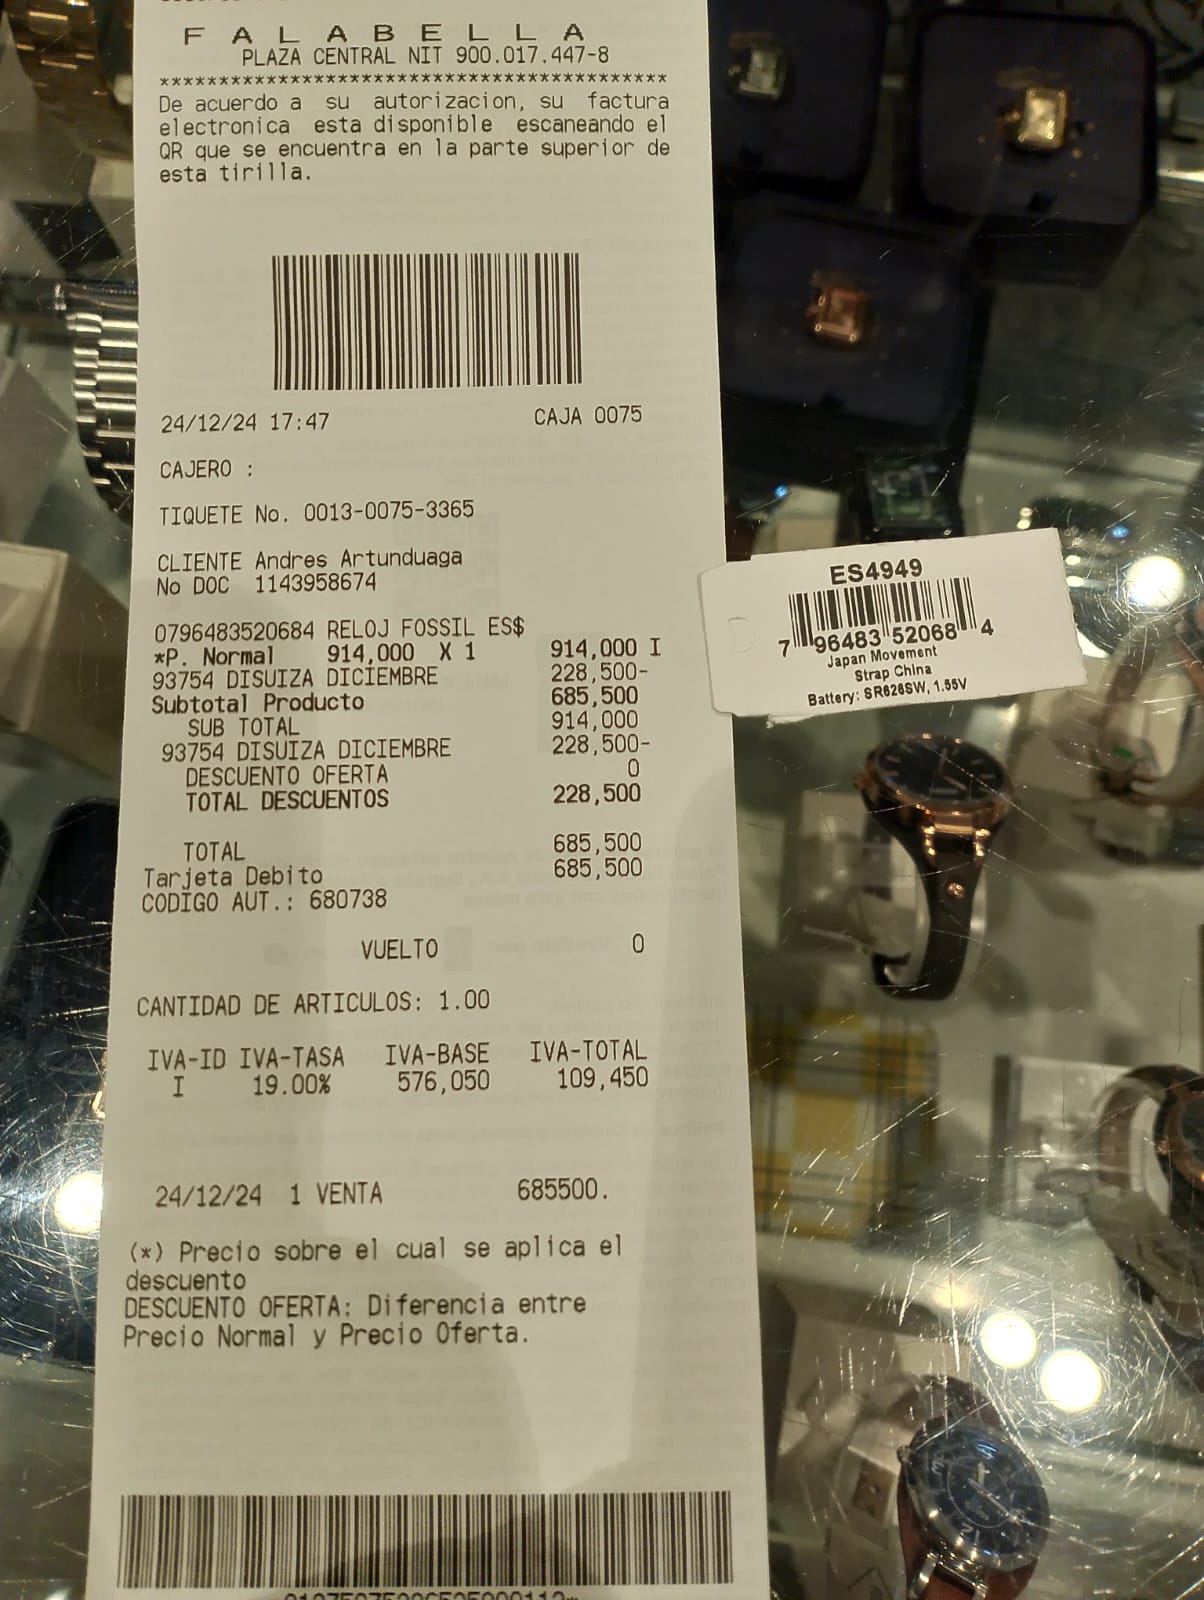 F A L A B E L L A
PLAZA CENTRAL NIT 900.017.447-8
*******************************************
De acuerdo a su autorizacion, su factura
electronica esta disponible escaneando el
QR que se encuentra en la parte superior de
esta tirilla.
24/12/24 17:47 CAJA 0075
CAJERO :
TIQUETE No. 0013-0075-3365
CLIENTE Andres Artunduaga
No DOC 1143958674
0796483520684 RELOJ FOSSIL ES$
*P. Normal 914,000 X 1 914,000 I
93754 DISUIZA DICIEMBRE 228,500-
Subtotal Producto 685,500
SUB TOTAL 914,000
93754 DISUIZA DICIEMBRE 228,500-
DESCUENTO OFERTA 0
TOTAL DESCUENTOS 228,500
TOTAL 685,500
Tarjeta Debito 685,500
CODIGO AUT.: 680738
VUELTO 0
CANTIDAD DE ARTICULOS: 1.00
IVA-ID IVA-TASA IVA-BASE IVA-TOTAL
I 19.00% 576,050 109,450
24/12/24 1 VENTA 685500.
(*) Precio sobre el cual se aplica el
descuento
DESCUENTO OFERTA: Diferencia entre
Precio Normal y Precio Oferta.
ES4949
7 96483 52068 4
Japan Movement
Strap China
Battery: SR626SW, 1.55V